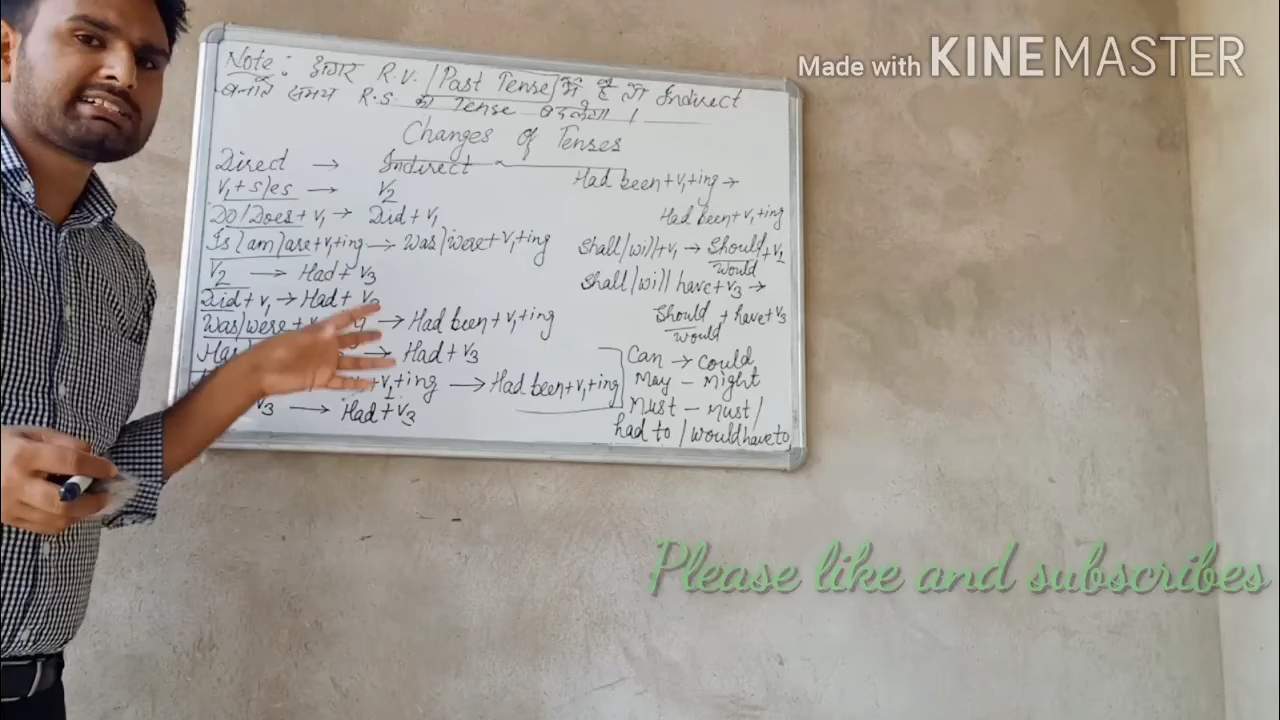 Made with KINEMASTER
Note: अगर R.V. (Past Tense) में है तो Indirect
बनाते समय R.S. का Tense बदलेगा।
Changes of Tenses
Direct → Indirect
V1 + s/es → V2
Do/Does + V1 → Did + V1
Is/am/are + V1 + ing → Was/were + V1 + ing
V2 → Had + V3
Did + V1 → Had + V3
Was/were + → Had been + V1 + ing
→ Had + V3
+ V1 + ing → Had been + V1 + ing
V3 → Had + V3
Had been + V1 + ing →
Had been + V1 + ing
Shall/will + V1 → Should + V1
Would
Shall/will have + V3 →
Should + have + V3
Would
Can → could
May - Might
Must - Must/
had to / would have to
Please like and subscribes